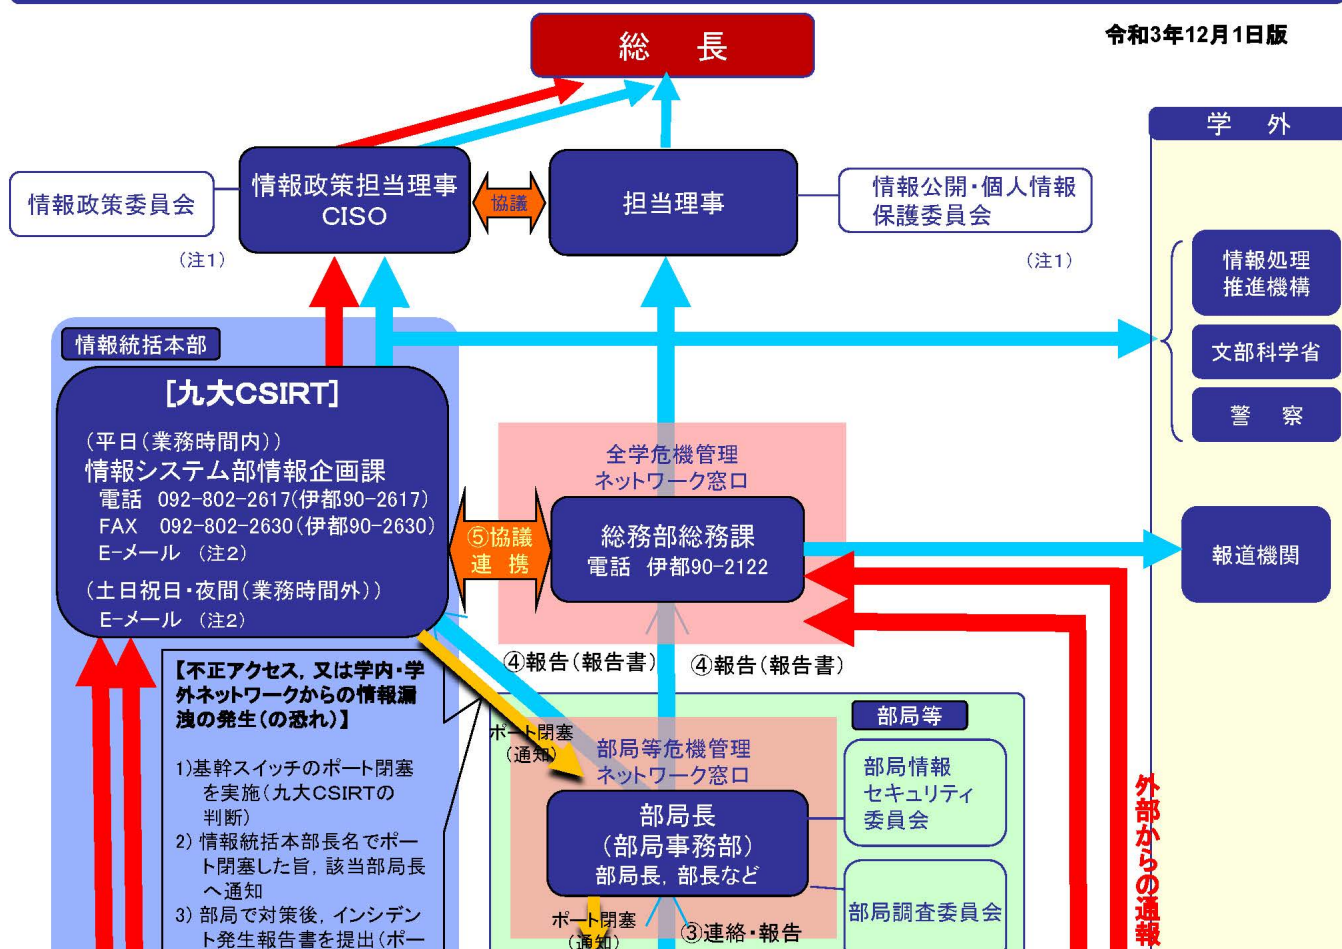 令和3年12月1日版
総 長
学 外
情報政策委員会
情報政策担当理事
CISO
協議
担当理事
情報公開・個人情報
保護委員会
(注1)
(注1)
情報処理
推進機構
文部科学省
警 察
報道機関
情報統括本部
[九大CSIRT]
(平日(業務時間内))
情報システム部情報企画課
電話 092-802-2617(伊都90-2617)
FAX 092-802-2630(伊都90-2630)
E-メール (注2)
(土日祝日・夜間(業務時間外))
E-メール (注2)
⑤協議
連 携
全学危機管理
ネットワーク窓口
総務部総務課
電話 伊都90-2122
④報告(報告書)
④報告(報告書)
【不正アクセス, 又は学内・学
外ネットワークからの情報漏
洩の発生(の恐れ)】
1)基幹スイッチのポート閉塞
を実施(九大CSIRTの
判断)
2) 情報統括本部長名でポー
ト閉塞した旨, 該当部局長
へ通知
3) 部局で対策後, インシデン
ト発生報告書を提出(ポー
ポート閉塞
(通知)
部局等
部局等危機管理
ネットワーク窓口
部局長
(部局事務部)
部局長, 部長など
部局情報
セキュリティ
委員会
部局調査委員会
ポート閉塞
(通知)
③連絡・報告
外部からの通報